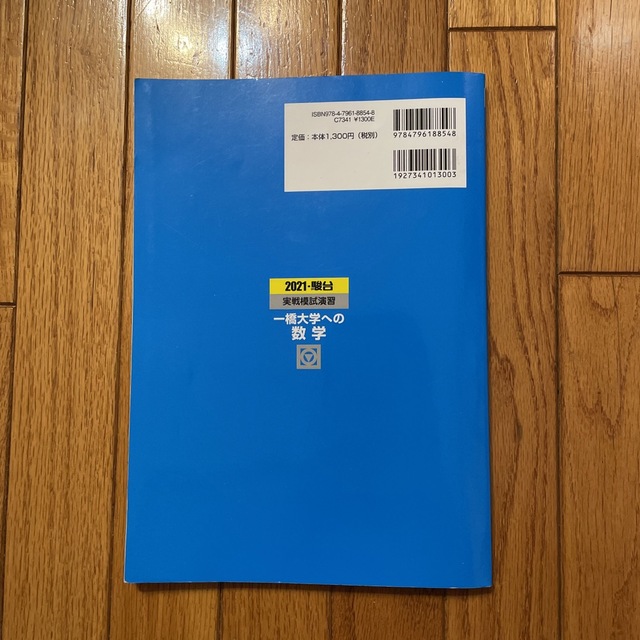 ISBN978-4-7961-8854-8
C7341 ¥1300E
定価：本体1,300円（税別）
9784796188548
1927341013003
2021・駿台
実戦模試演習
一橋大学への
数学